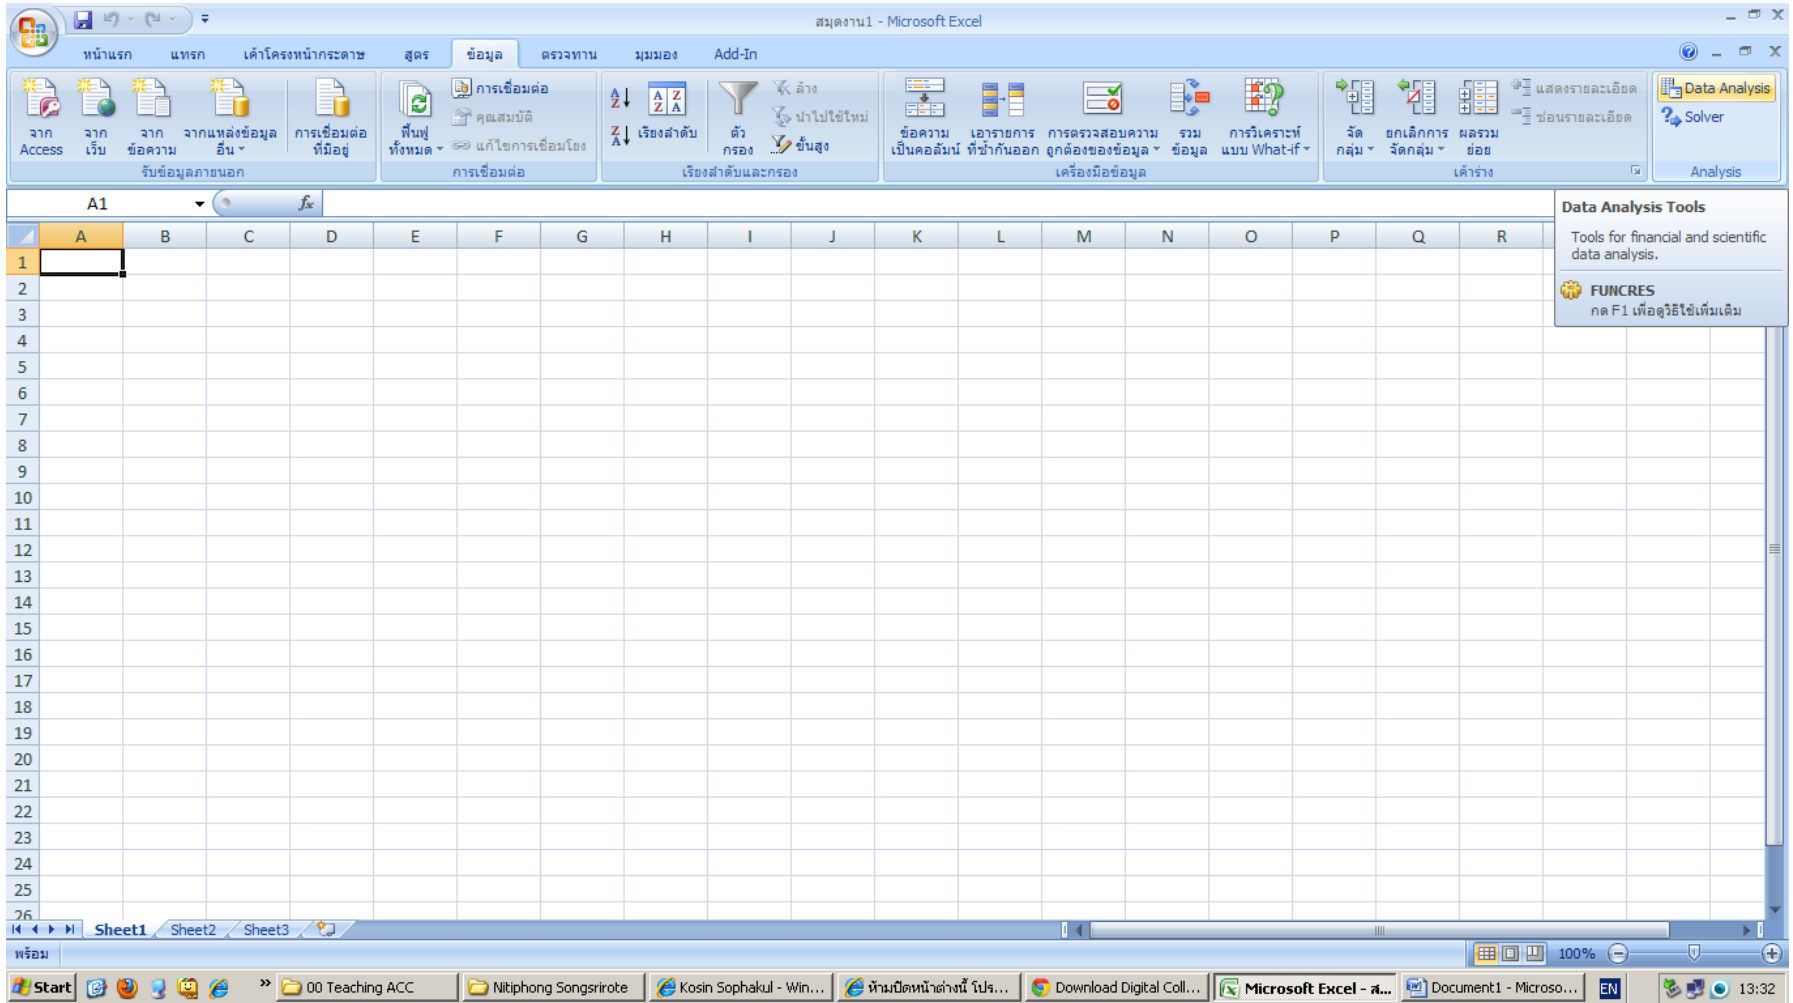 สมุดงาน1 - Microsoft Excel
หน้าแรก แทรก เค้าโครงหน้ากระดาษ สูตร ข้อมูล ตรวจทาน มุมมอง Add-In
จาก Access
จาก เว็บ
จาก ข้อความ
จากแหล่งข้อมูล อื่น
การเชื่อมต่อ ที่มีอยู่
รับข้อมูลภายนอก
ฟื้นฟู ทั้งหมด
การเชื่อมต่อ
คุณสมบัติ
แก้ไขการเชื่อมโยง
การเชื่อมต่อ
เรียงลำดับ
ตัว กรอง
ล้าง
นำไปใช้ใหม่
ขั้นสูง
เรียงลำดับและกรอง
ข้อความ เป็นคอลัมน์
เอารายการ ที่ซ้ำกันออก
การตรวจสอบความ ถูกต้องของข้อมูล
รวม ข้อมูล
การวิเคราะห์ แบบ What-if
เครื่องมือข้อมูล
จัด กลุ่ม
ยกเลิกการ จัดกลุ่ม
ผลรวม ย่อย
แสดงรายละเอียด
ซ่อนรายละเอียด
เค้าร่าง
Data Analysis
Solver
Analysis
A1 fx
Data Analysis Tools
Tools for financial and scientific
data analysis.
FUNCRES
กด F1 เพื่อดูวิธีใช้เพิ่มเติม
A B C D E F G H I J K L M N O P Q R
1
2
3
4
5
6
7
8
9
10
11
12
13
14
15
16
17
18
19
20
21
22
23
24
25
26
Sheet1 Sheet2 Sheet3
พร้อม 100%
Start » 00 Teaching ACC Nitiphong Songsrirote Kosin Sophakul - Win... ห้ามปิดหน้าต่างนี้ โปร... Download Digital Coll... Microsoft Excel - ส... Document1 - Microso... EN 13:32